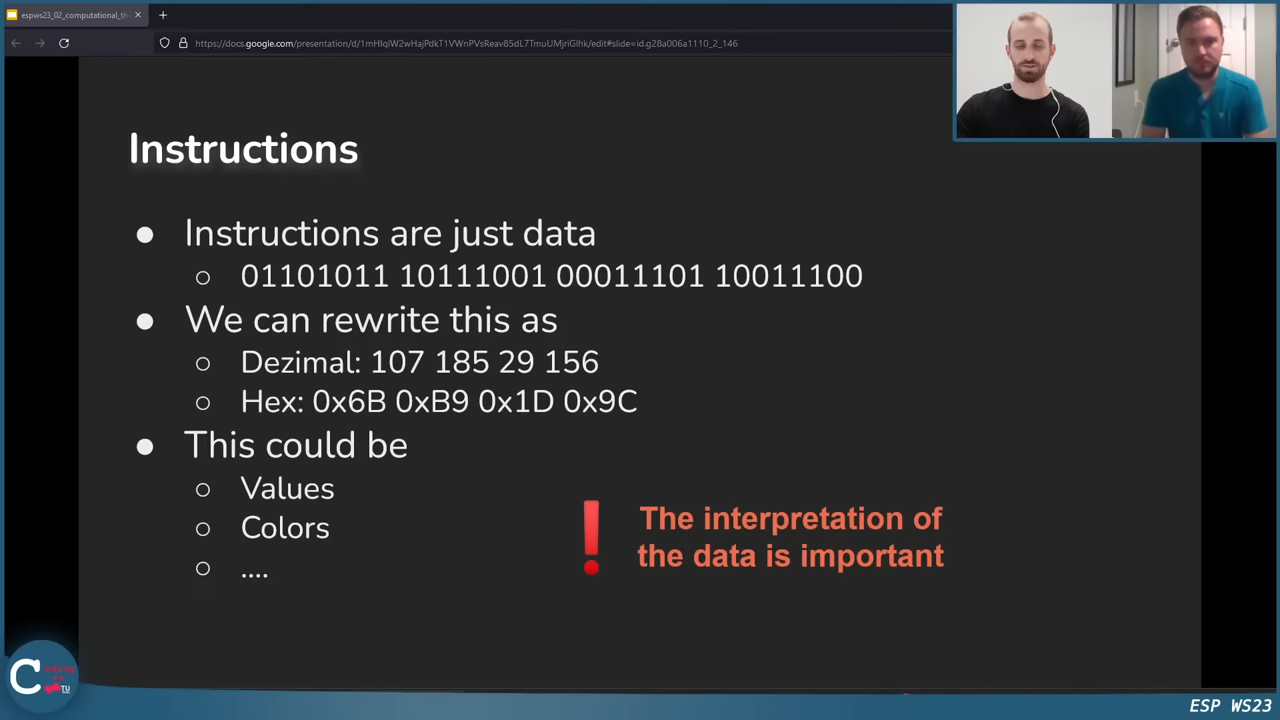 espws23_02_computational_th
https://docs.google.com/presentation/d/1mHIqlW2wHajPdkT1VWnPVsReav85dL7TmuUMjriGlhk/edit#slide=id.g28a006a1110_2_146
Instructions
● Instructions are just data
○ 01101011 10111001 00011101 10011100
● We can rewrite this as
○ Dezimal: 107 185 29 156
○ Hex: 0x6B 0xB9 0x1D 0x9C
● This could be
○ Values
○ Colors
○ ....
The interpretation of
the data is important
C
TU
ESP WS23